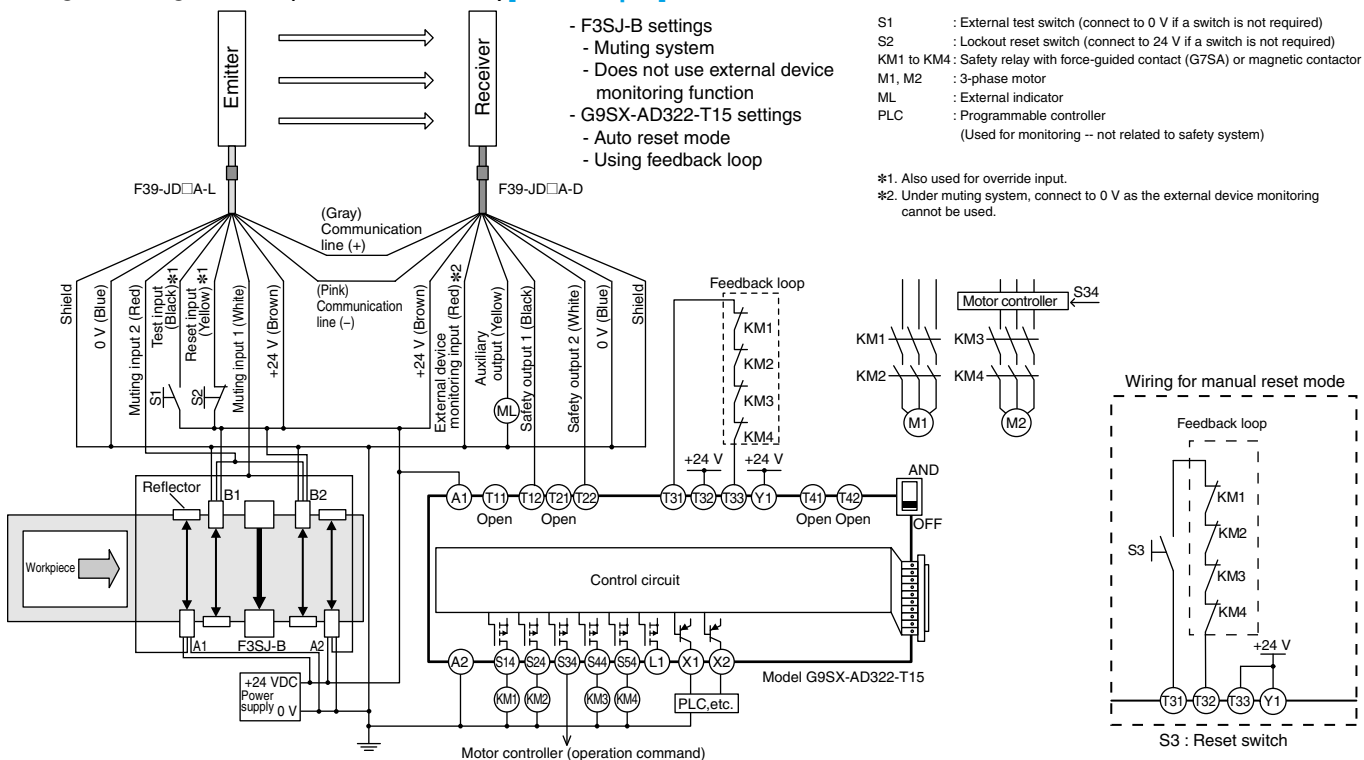 Emitter
Receiver
- F3SJ-B settings
- Muting system
- Does not use external device
monitoring function
- G9SX-AD322-T15 settings
- Auto reset mode
- Using feedback loop
S1 : External test switch (connect to 0 V if a switch is not required)
S2 : Lockout reset switch (connect to 24 V if a switch is not required)
KM1 to KM4 : Safety relay with force-guided contact (G7SA) or magnetic contactor
M1, M2 : 3-phase motor
ML : External indicator
PLC : Programmable controller
(Used for monitoring -- not related to safety system)
*1. Also used for override input.
*2. Under muting system, connect to 0 V as the external device monitoring
cannot be used.
F39-JD□A-L
F39-JD□A-D
(Gray)
Communication
line (+)
(Pink)
Communication
line (−)
Shield
0 V (Blue)
Muting input 2 (Red)
Test input
(Black)*1
Reset input
(Yellow)*1
Muting input 1 (White)
+24 V (Brown)
S1
S2
+24 V (Brown)
External device
monitoring input (Red)*2
Auxiliary
output (Yellow)
Safety output 1 (Black)
Safety output 2 (White)
0 V (Blue)
Shield
ML
Feedback loop
KM1
KM2
KM3
KM4
+24 V
+24 V
Motor controller
S34
KM1
KM2
KM3
KM4
M1
M2
Wiring for manual reset mode
Feedback loop
KM1
KM2
KM3
KM4
S3
+24 V
T31
T32
T33
Y1
S3 : Reset switch
A1
T11
T12
T21
T22
T31
T32
T33
Y1
T41
T42
Open
Open
Open
Open
AND
OFF
Reflector
B1
B2
Workpiece
A1
F3SJ-B
A2
+24 VDC
Power
supply
0 V
Control circuit
A2
S14
S24
S34
S44
S54
L1
X1
X2
Model G9SX-AD322-T15
KM1
KM2
KM3
KM4
PLC,etc.
Motor controller (operation command)